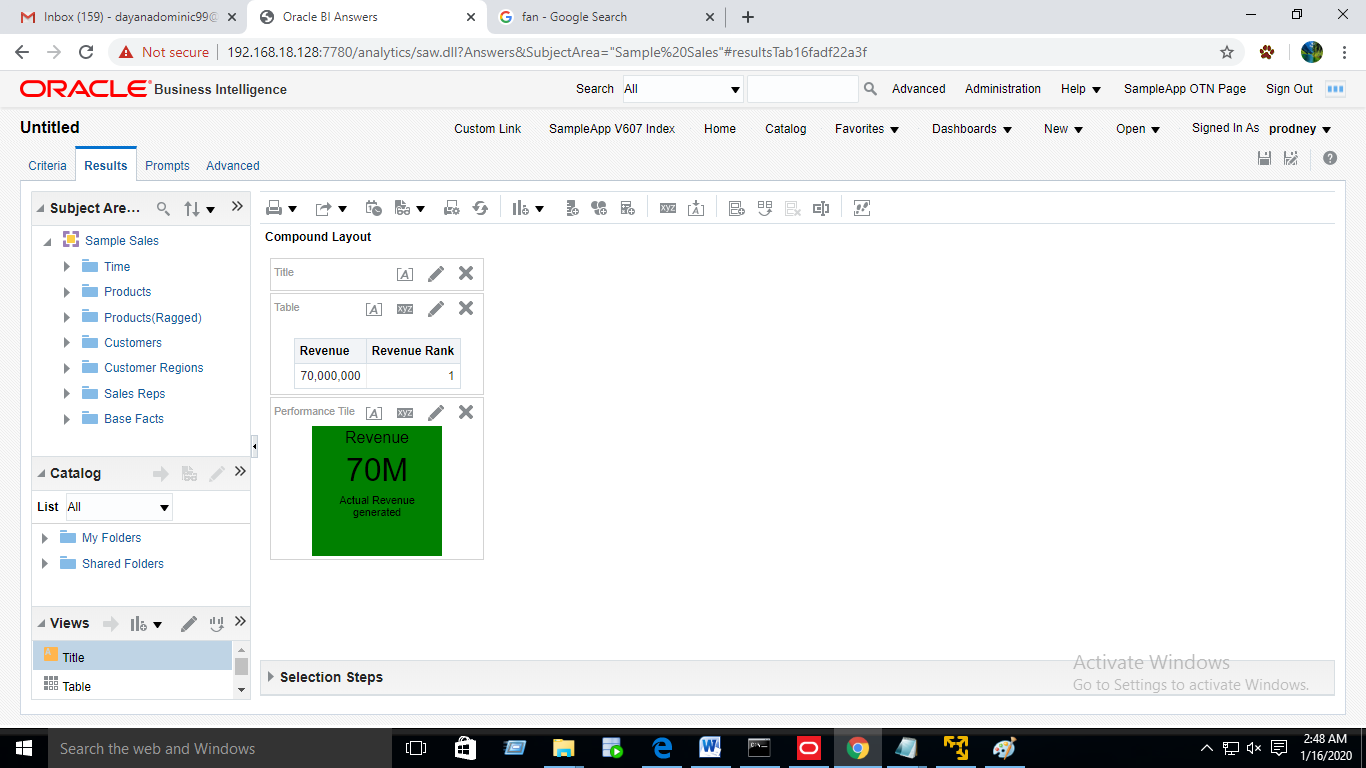 Inbox (159) - dayanadominic99@
Oracle BI Answers
fan - Google Search
Not secure
192.168.18.128:7780/analytics/saw.dll?Answers&SubjectArea="Sample%20Sales"#resultsTab16fadf22a3f
ORACLE Business Intelligence
Search All Advanced Administration Help SampleApp OTN Page Sign Out
Untitled
Custom Link SampleApp V607 Index Home Catalog Favorites Dashboards New Open Signed In As prodney
Criteria Results Prompts Advanced
Subject Are...
Sample Sales
Time
Products
Products(Ragged)
Customers
Customer Regions
Sales Reps
Base Facts
Catalog
List All
My Folders
Shared Folders
Views
Title
Table
Compound Layout
Title
Table
Revenue Revenue Rank
70,000,000 1
Performance Tile
Revenue
70M
Actual Revenue
generated
Selection Steps
Activate Windows
Go to Settings to activate Windows.
Search the web and Windows
2:48 AM
1/16/2020